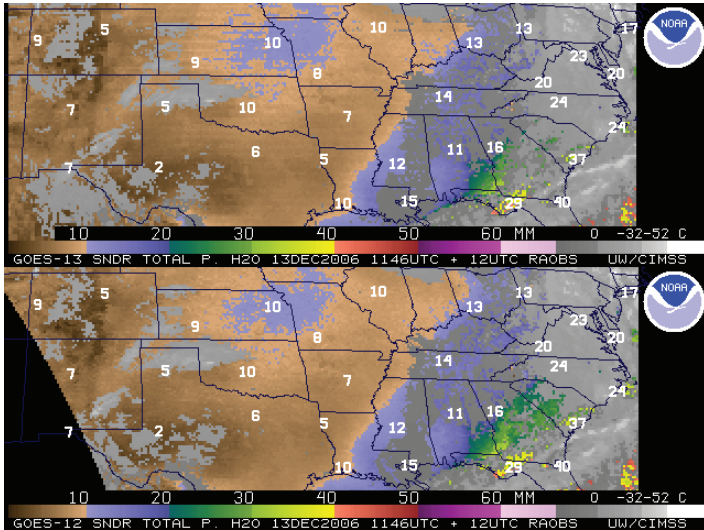 9 5 10 10 13 13 23 17
NOAA
9 8 20 20
7 5 10 7 14 24
24
7 2 6 5 12 11 16 37
10 15 29 40
10 20 30 40 50 60 MM 0 -32-52 C
GOES-13 SNDR TOTAL P. H2O 13DEC2006 1146UTC + 12UTC RAOBS UW/CIMSS
9 5 10 10 13 13 23 17
NOAA
9 8 20 20
7 5 10 7 14 24
24
7 2 6 5 12 11 16 37
10 15 29 40
10 20 30 40 50 60 MM 0 -32-52 C
GOES-12 SNDR TOTAL P. H2O 13DEC2006 1146UTC + 12UTC RAOBS UW/CIMSS